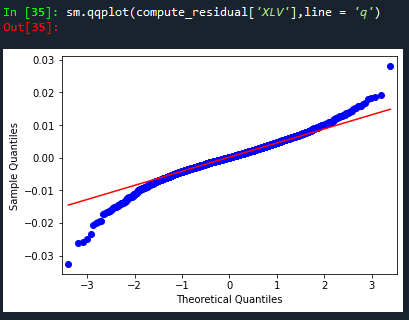 In [35]: sm.qqplot(compute_residual['XLV'],line = 'q')
Out[35]:
0.03
0.02
0.01
0.00
−0.01
−0.02
−0.03
Sample Quantiles
−3 −2 −1 0 1 2 3
Theoretical Quantiles